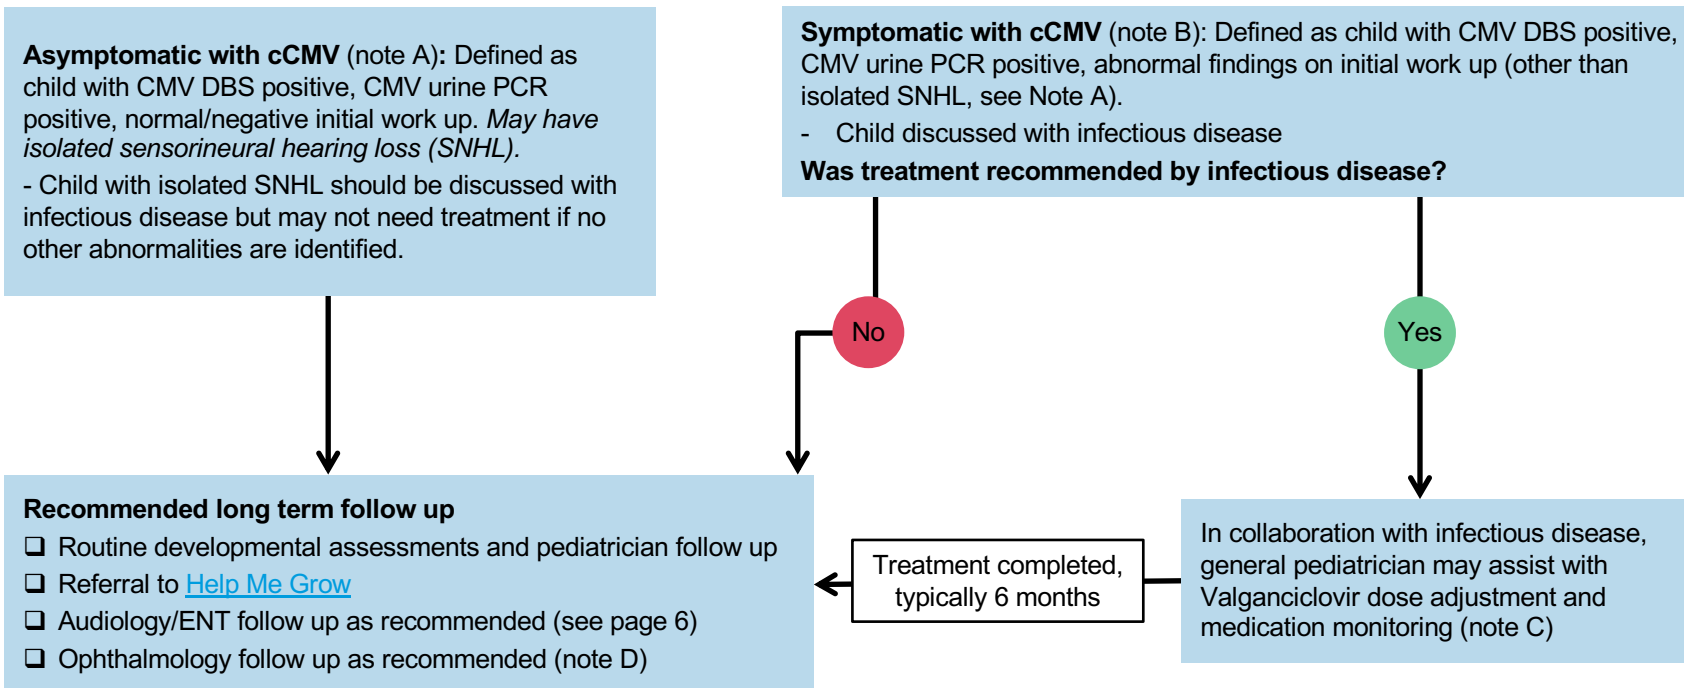 Asymptomatic with cCMV (note A): Defined as
child with CMV DBS positive, CMV urine PCR
positive, normal/negative initial work up. May have
isolated sensorineural hearing loss (SNHL).
- Child with isolated SNHL should be discussed with
infectious disease but may not need treatment if no
other abnormalities are identified.
Symptomatic with cCMV (note B): Defined as child with CMV DBS positive,
CMV urine PCR positive, abnormal findings on initial work up (other than
isolated SNHL, see Note A).
- Child discussed with infectious disease
Was treatment recommended by infectious disease?
No
Yes
Recommended long term follow up
❑ Routine developmental assessments and pediatrician follow up
❑ Referral to Help Me Grow
❑ Audiology/ENT follow up as recommended (see page 6)
❑ Ophthalmology follow up as recommended (note D)
Treatment completed,
typically 6 months
In collaboration with infectious disease,
general pediatrician may assist with
Valganciclovir dose adjustment and
medication monitoring (note C)